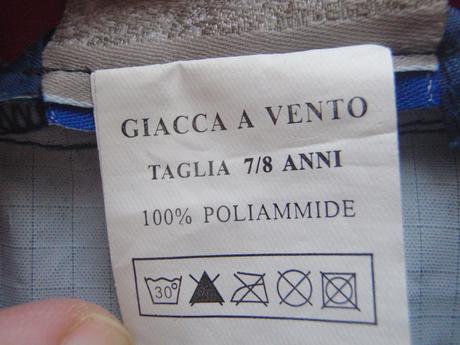 GIACCA A VENTO
TAGLIA 7/8 ANNI
100% POLIAMMIDE
30°